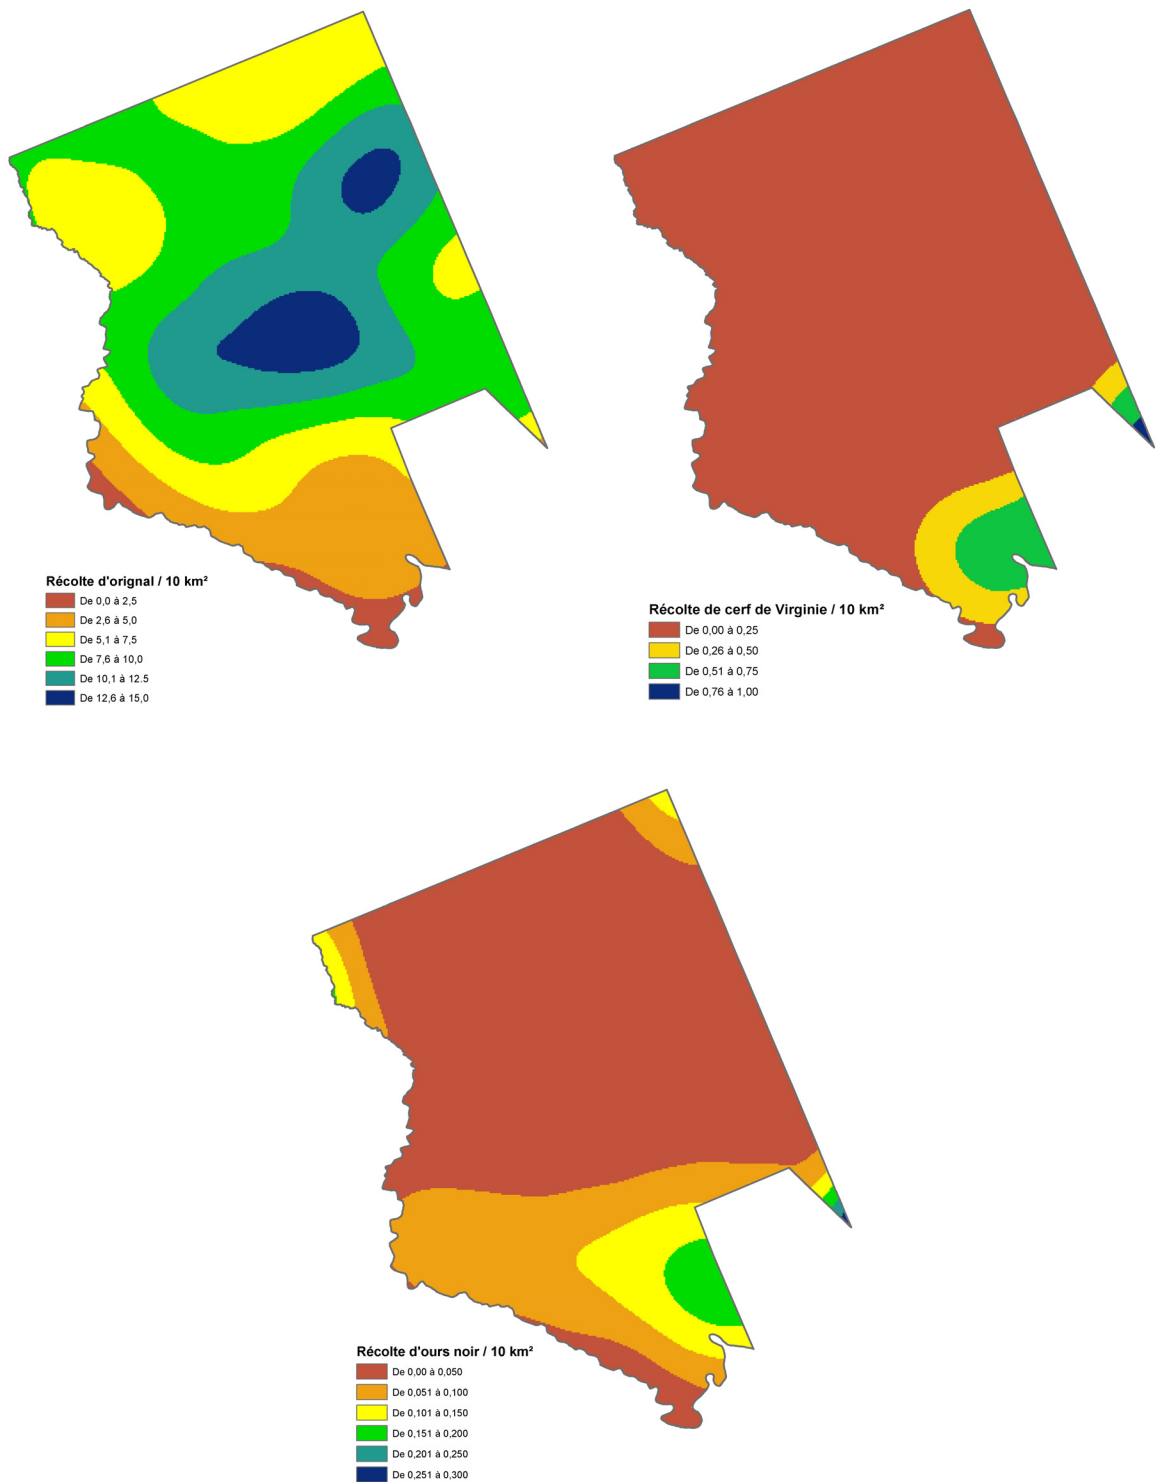 Récolte d'orignal / 10 km²
De 0,0 à 2,5
De 2,6 à 5,0
De 5,1 à 7,5
De 7,6 à 10,0
De 10,1 à 12.5
De 12,6 à 15,0
Récolte de cerf de Virginie / 10 km²
De 0,00 à 0,25
De 0,26 à 0,50
De 0,51 à 0,75
De 0,76 à 1,00
Récolte d'ours noir / 10 km²
De 0,00 à 0,050
De 0,051 à 0,100
De 0,101 à 0,150
De 0,151 à 0,200
De 0,201 à 0,250
De 0,251 à 0,300